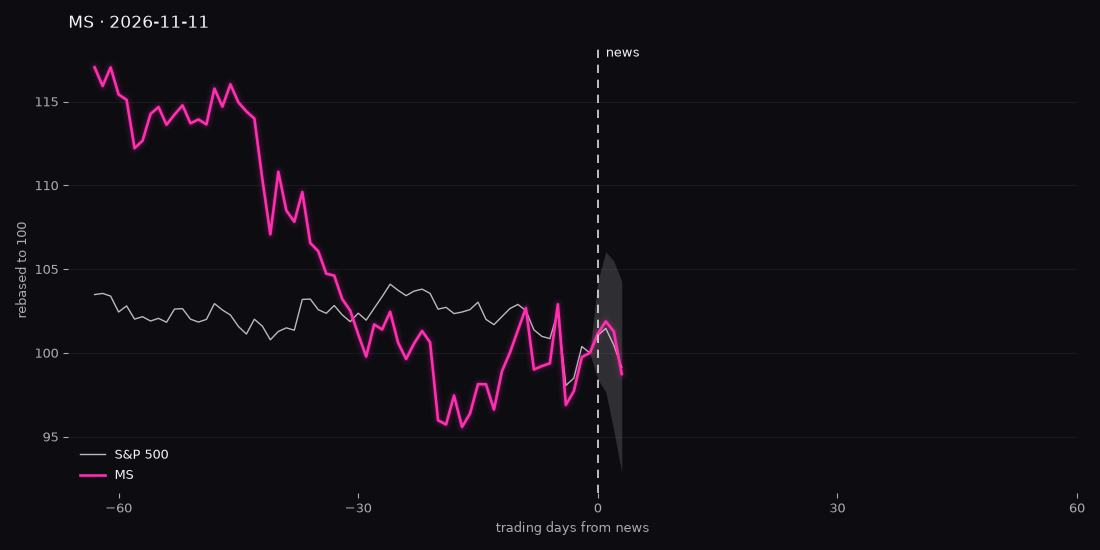 MS · 2026-11-11
news
115
110
105
100
95
rebased to 100
S&P 500
MS
−60
−30
0
30
60
trading days from news